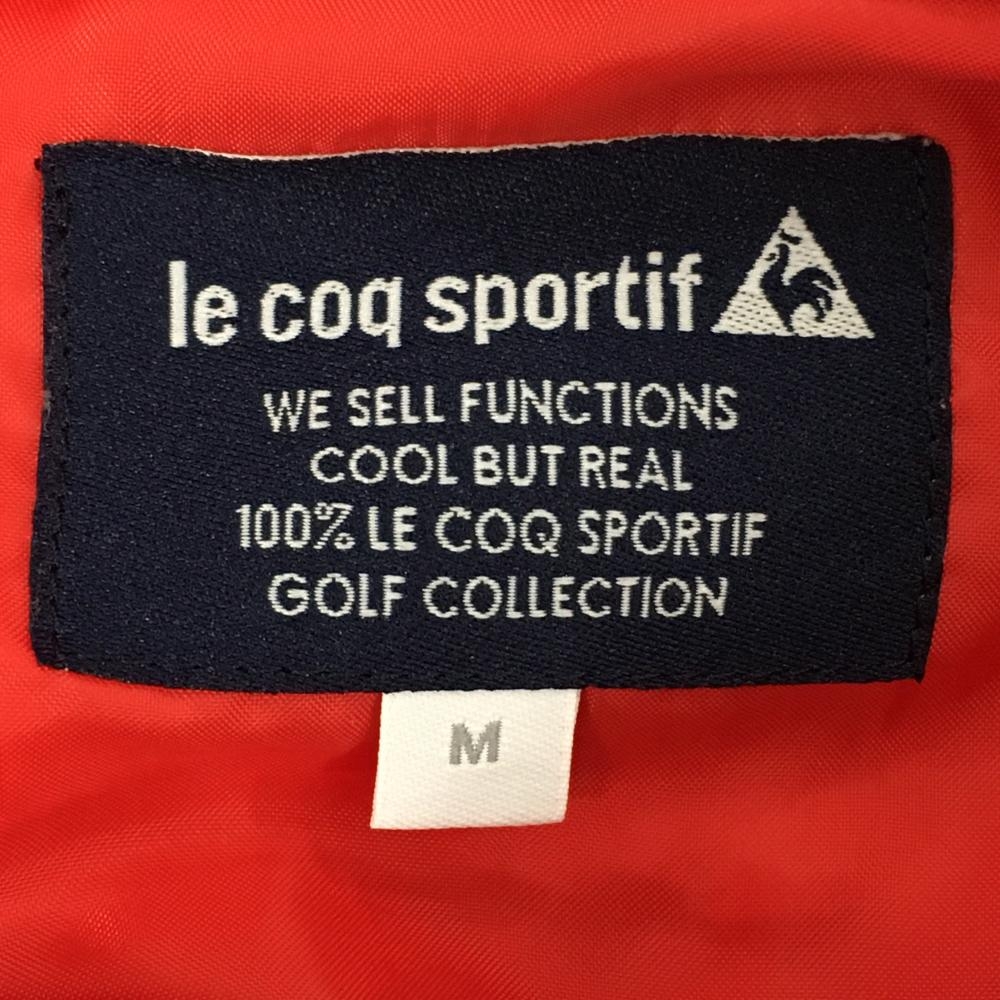 le coq sportif
WE SELL FUNCTIONS
COOL BUT REAL
100% LE COQ SPORTIF
GOLF COLLECTION
M